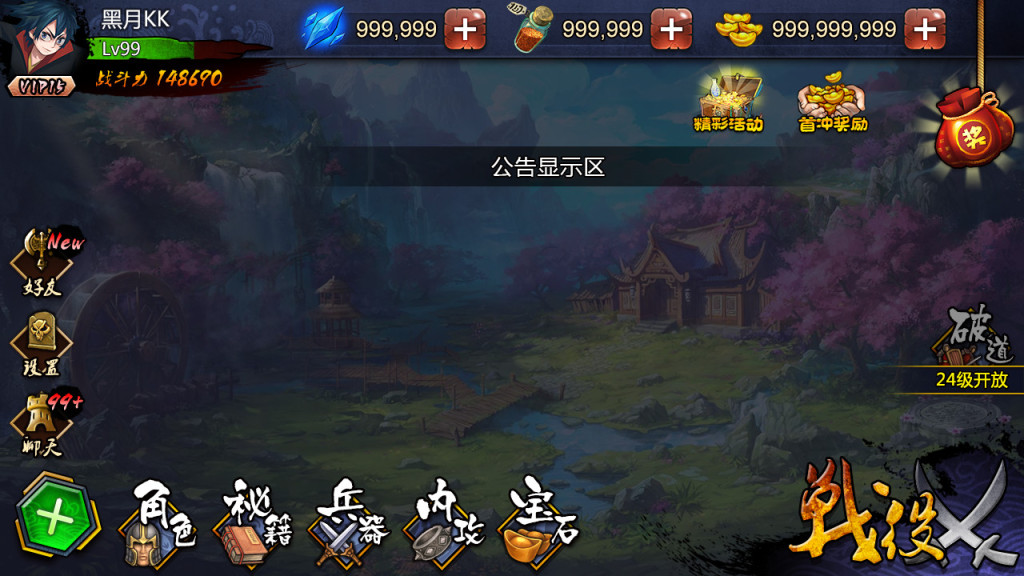 黑月KK
Lv99
VIP15
战斗力 148690
999,999
999,999
999,999,999
精彩活动
首冲奖励
奖
公告显示区
New
好友
设置
99+
聊天
破道
24级开放
角色
秘籍
兵器
内攻
宝石
战役